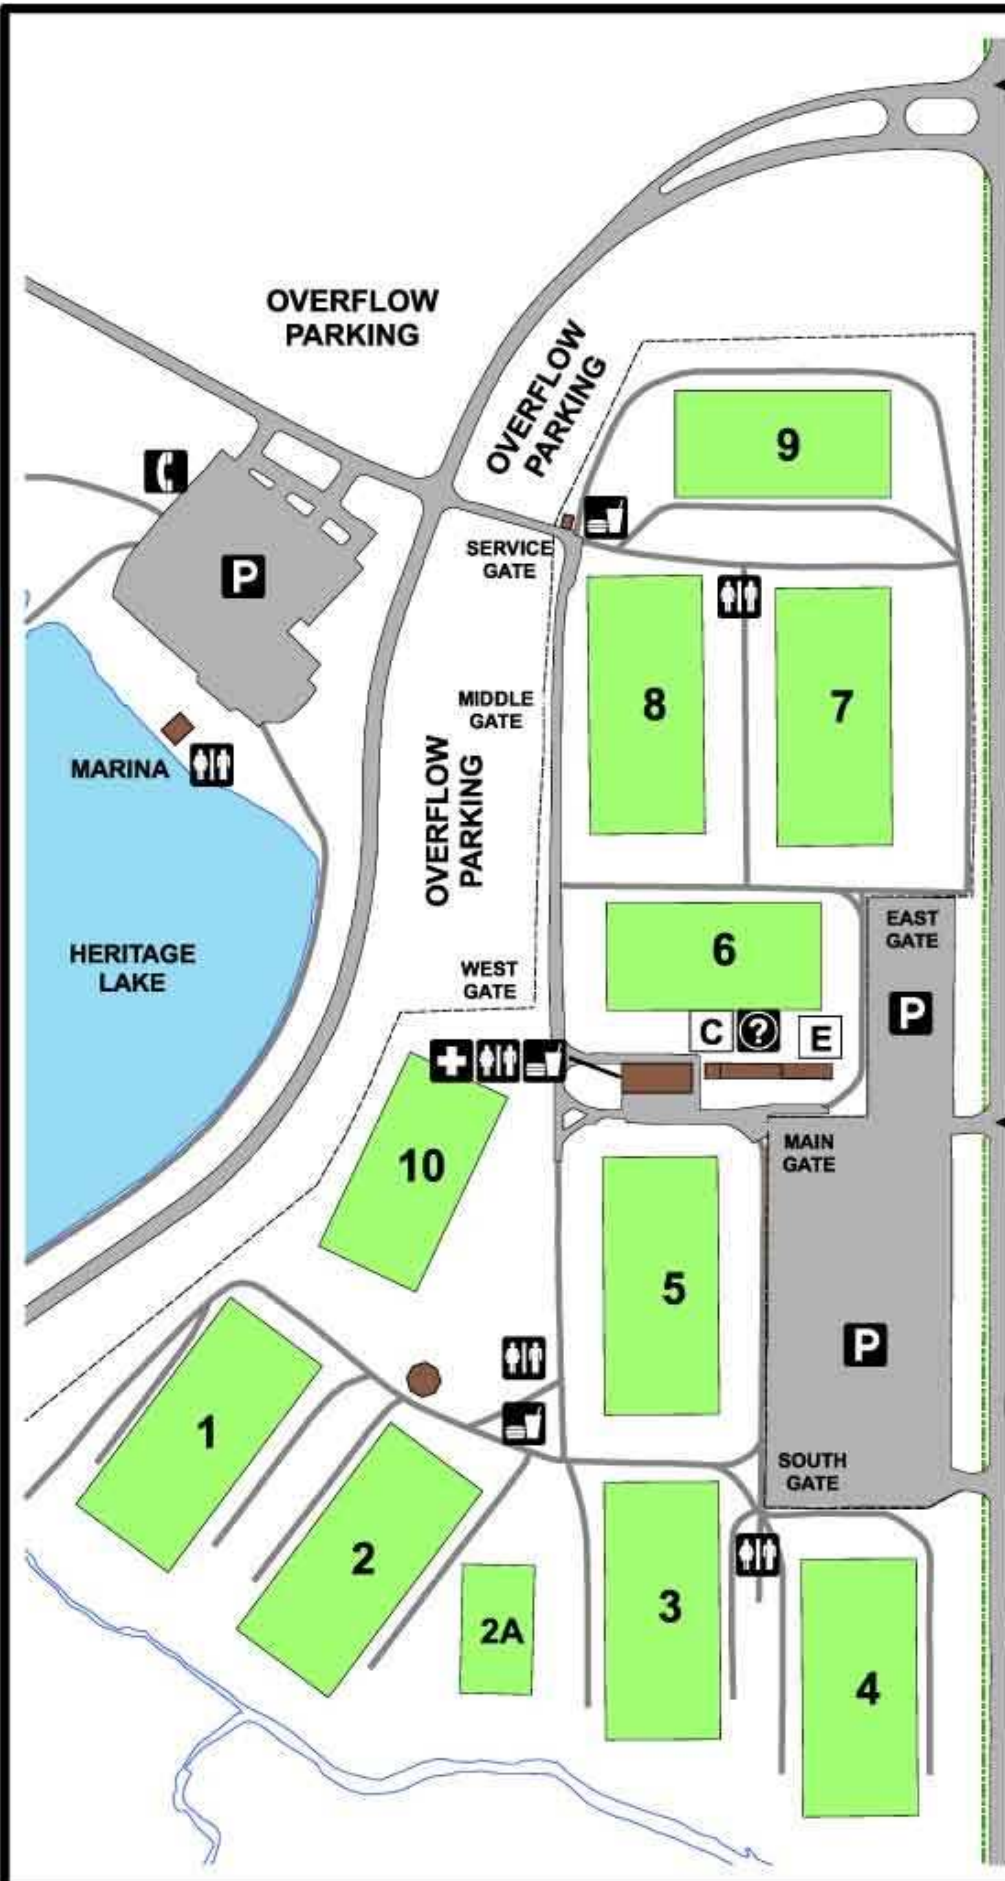 OVERFLOW
PARKING
OVERFLOW
PARKING
9
P
SERVICE
GATE
8
7
MIDDLE
GATE
MARINA
OVERFLOW
PARKING
6
EAST
GATE
HERITAGE
LAKE
WEST
GATE
P
C
?
E
10
MAIN
GATE
5
P
1
SOUTH
GATE
2
3
2A
4